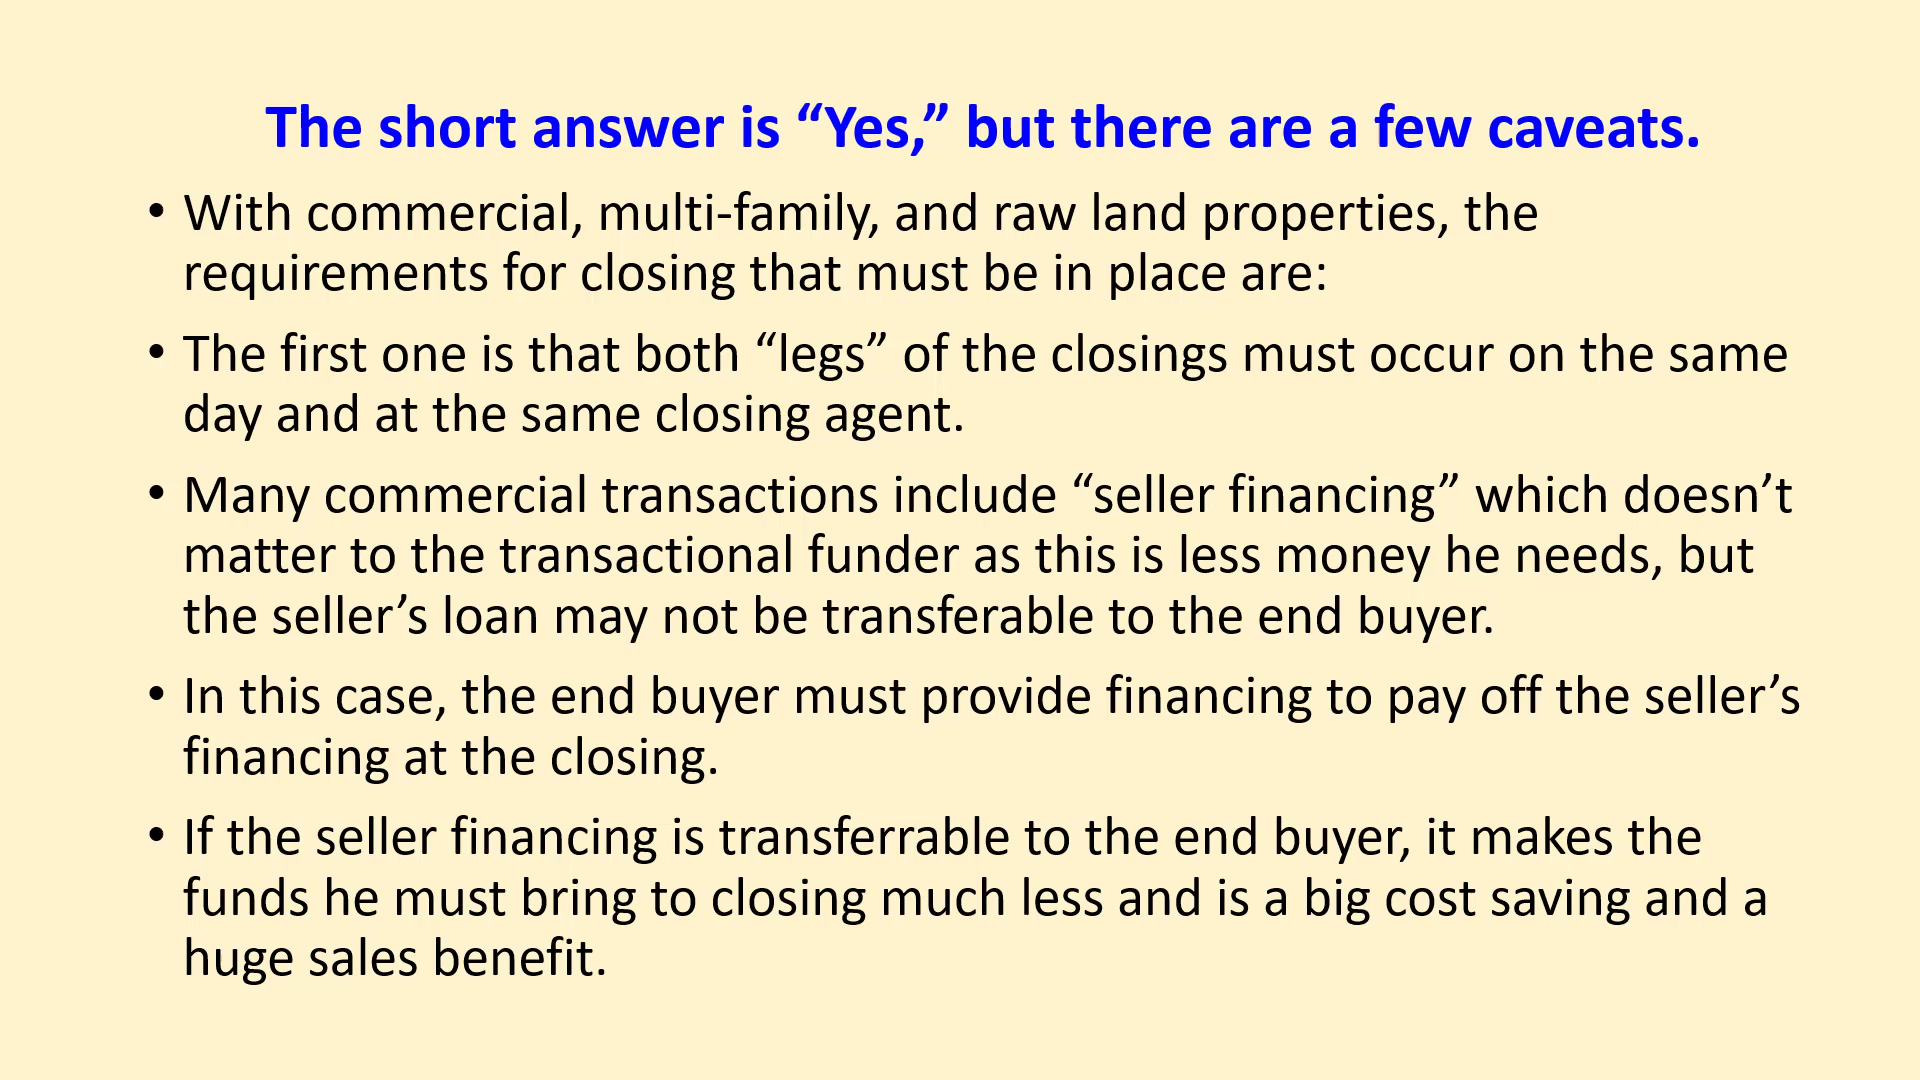 The short answer is “Yes,” but there are a few caveats.
• With commercial, multi-family, and raw land properties, the
requirements for closing that must be in place are:
• The first one is that both “legs” of the closings must occur on the same
day and at the same closing agent.
• Many commercial transactions include “seller financing” which doesn’t
matter to the transactional funder as this is less money he needs, but
the seller’s loan may not be transferable to the end buyer.
• In this case, the end buyer must provide financing to pay off the seller’s
financing at the closing.
• If the seller financing is transferrable to the end buyer, it makes the
funds he must bring to closing much less and is a big cost saving and a
huge sales benefit.